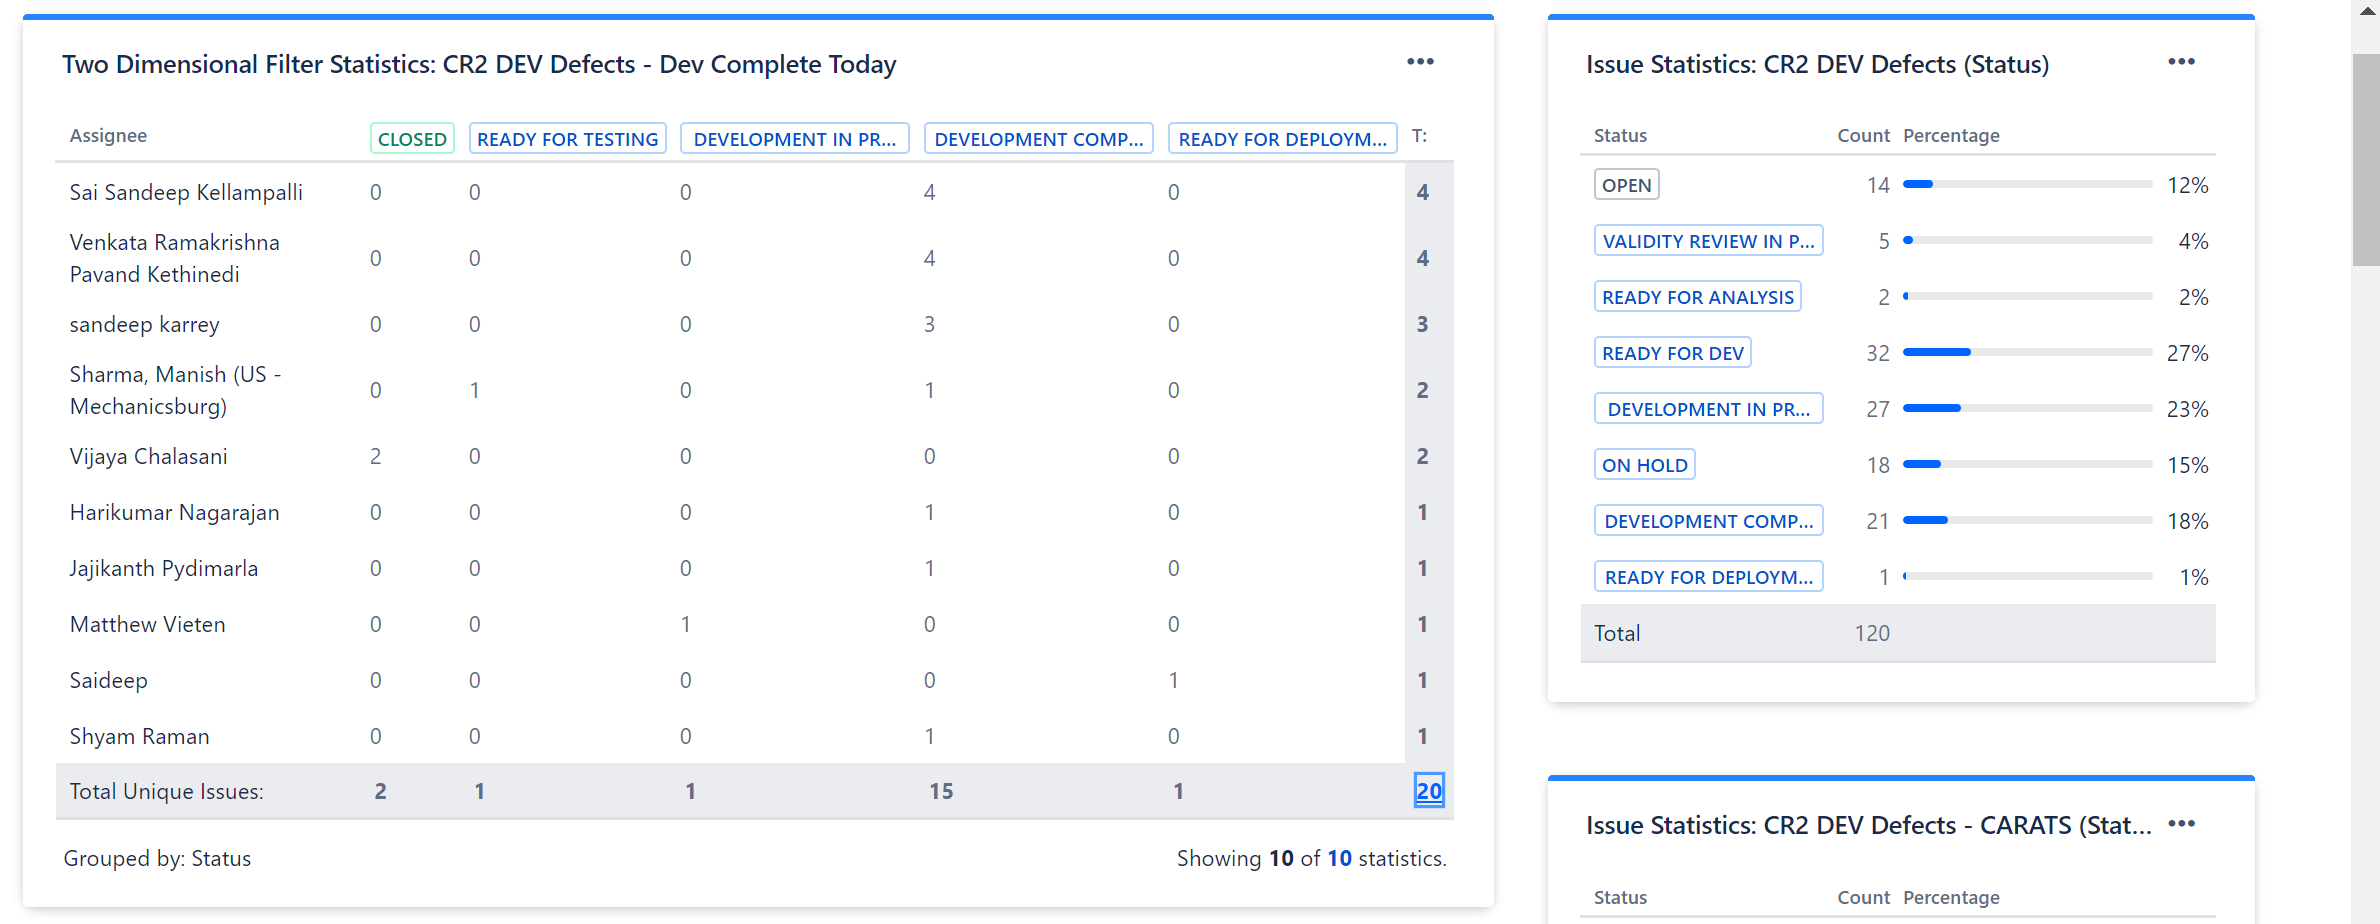 Two Dimensional Filter Statistics: CR2 DEV Defects - Dev Complete Today
Assignee CLOSED READY FOR TESTING DEVELOPMENT IN PR... DEVELOPMENT COMP... READY FOR DEPLOYM... T:
Sai Sandeep Kellampalli 0 0 0 4 0 4
Venkata Ramakrishna
Pavand Kethinedi 0 0 0 4 0 4
sandeep karrey 0 0 0 3 0 3
Sharma, Manish (US -
Mechanicsburg) 0 1 0 1 0 2
Vijaya Chalasani 2 0 0 0 0 2
Harikumar Nagarajan 0 0 0 1 0 1
Jajikanth Pydimarla 0 0 0 1 0 1
Matthew Vieten 0 0 1 0 0 1
Saideep 0 0 0 0 1 1
Shyam Raman 0 0 0 1 0 1
Total Unique Issues: 2 1 1 15 1 20
Grouped by: Status Showing 10 of 10 statistics.
Issue Statistics: CR2 DEV Defects (Status)
Status Count Percentage
OPEN 14 12%
VALIDITY REVIEW IN P... 5 4%
READY FOR ANALYSIS 2 2%
READY FOR DEV 32 27%
DEVELOPMENT IN PR... 27 23%
ON HOLD 18 15%
DEVELOPMENT COMP... 21 18%
READY FOR DEPLOYM... 1 1%
Total 120
Issue Statistics: CR2 DEV Defects - CARATS (Stat...
Status Count Percentage